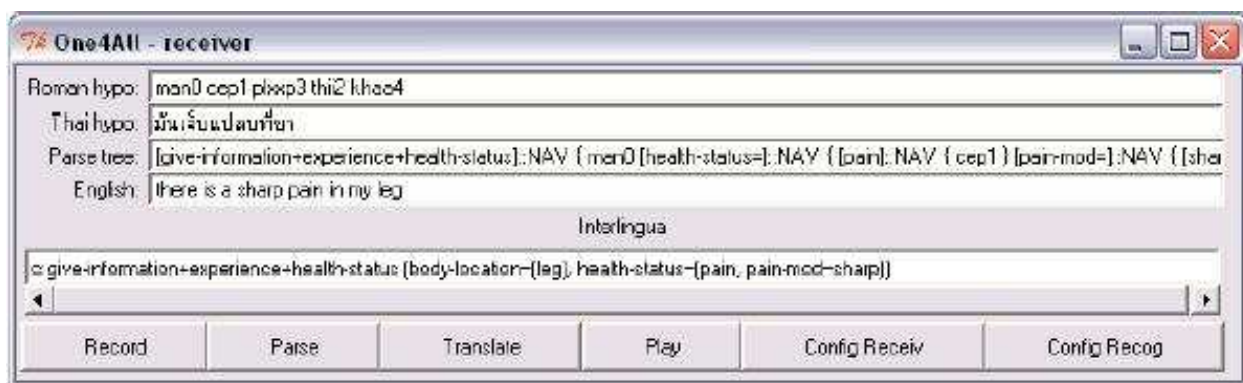 One4All - receiver
Roman hypo: man0 cep1 plxxp3 thii2 khaa4
Thai hypo: มันเจ็บแปลบที่ขา
Parse tree: [give-information+experience+health-status]::NAV { man0 [health-status=]::NAV { [pain]::NAV { cep1 } [pain-mod=]::NAV { [shar
English: there is a sharp pain in my leg
Interlingua
c:give-information+experience+health-status (body-location=(leg), health-status=(pain, pain-mod=sharp))
Record Parse Translate Play Config Receiv Config Recog